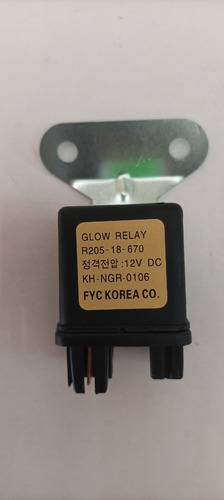 GLOW RELAY
R205-18-670
정격전압:12V DC
KH-NGR-0106
FYC KOREA CO.